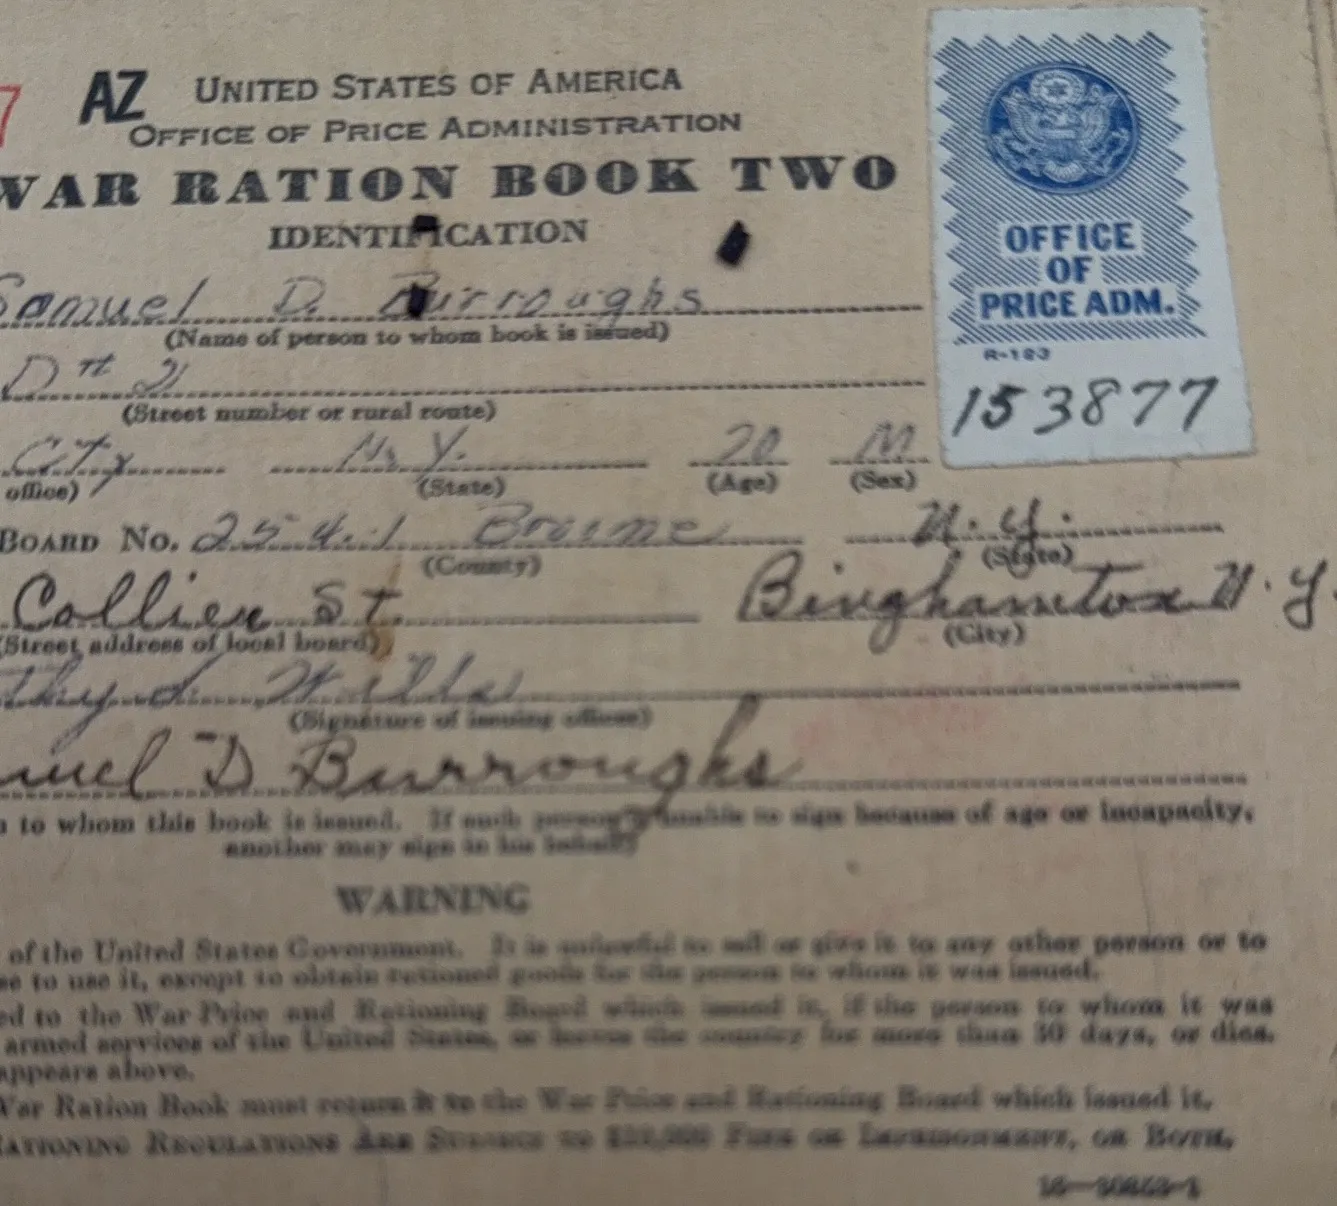 7
AZ UNITED STATES OF AMERICA
OFFICE OF PRICE ADMINISTRATION
WAR RATION BOOK TWO
IDENTIFICATION
OFFICE
OF
PRICE ADM.
R-123
153877
Samuel D. Burroughs
(Name of person to whom book is issued)
(Street number or rural route)
City N. Y. 20 M
office) (State) (Age) (Sex)
BOARD NO. 254.1 Broome N.Y.
(County) (State)
Collier St. Binghamton N.Y.
(Street address of local board) (City)
Wills
(Signature of issuing officer)
muel D Burroughs
to whom this book is issued. If such person is unable to sign because of age or incapacity,
another may sign in his behalf)
WARNING
of the United States Government. It is unlawful to sell or give it to any other person or to
se to use it, except to obtain rationed goods for the person to whom it was issued.
ed to the War Price and Rationing Board which issued it, if the person to whom it was
armed services of the United States, or leaves the country for more than 30 days, or dies.
appears above.
War Ration Book must return it to the War Price and Rationing Board which issued it.
RATIONING REGULATIONS ARE SUBJECT TO $10,000 FINE OR IMPRISONMENT, OR BOTH.